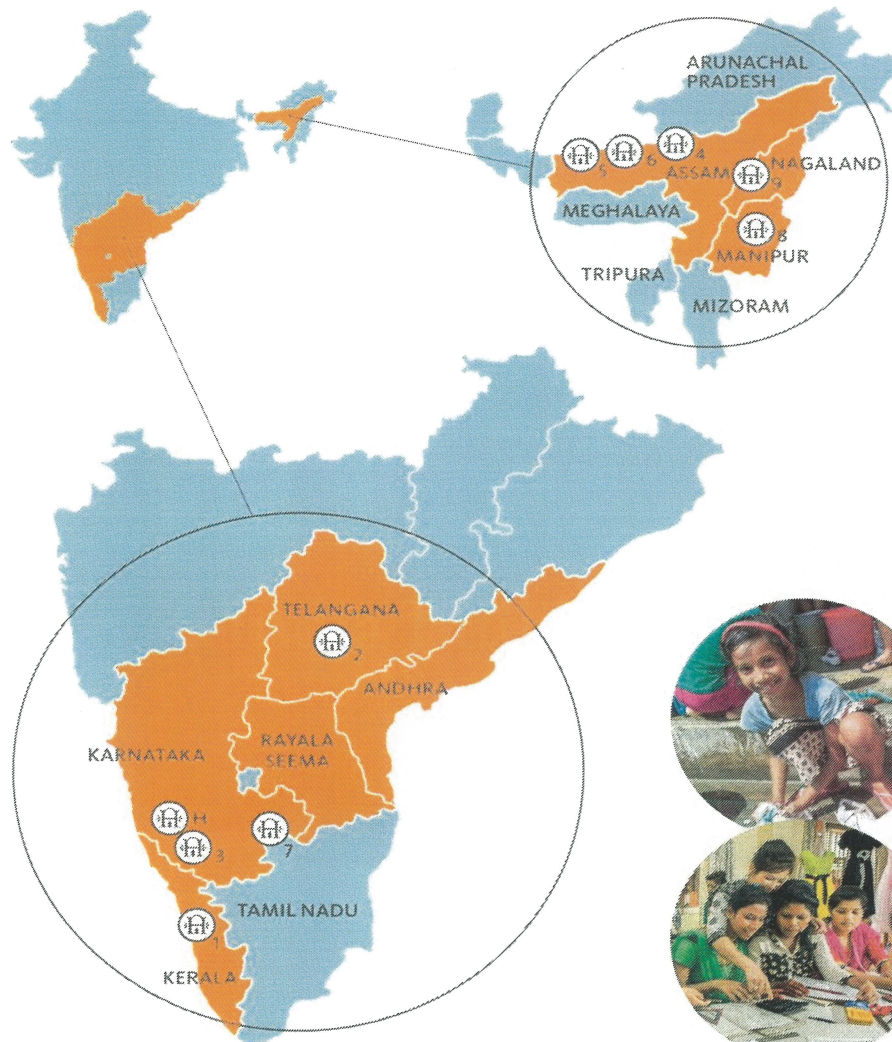 ARUNACHAL
PRADESH
4
6
5
ASSAM
NAGALAND
9
MEGHALAYA
8
MANIPUR
TRIPURA
MIZORAM
TELANGANA
2
ANDHRA
KARNATAKA
RAYALA
SEEMA
H
7
3
TAMIL NADU
1
KERALA